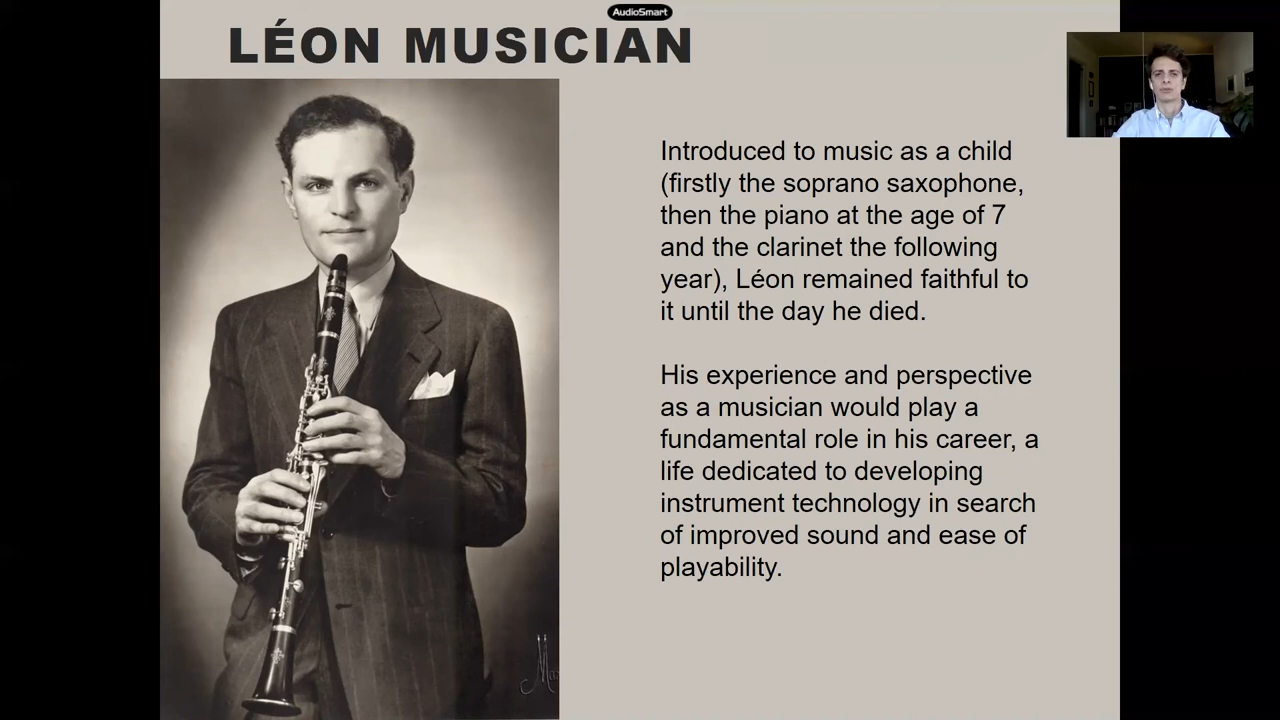 AudioSmart
LÉON MUSICIAN
Introduced to music as a child
(firstly the soprano saxophone,
then the piano at the age of 7
and the clarinet the following
year), Léon remained faithful to
it until the day he died.
His experience and perspective
as a musician would play a
fundamental role in his career, a
life dedicated to developing
instrument technology in search
of improved sound and ease of
playability.